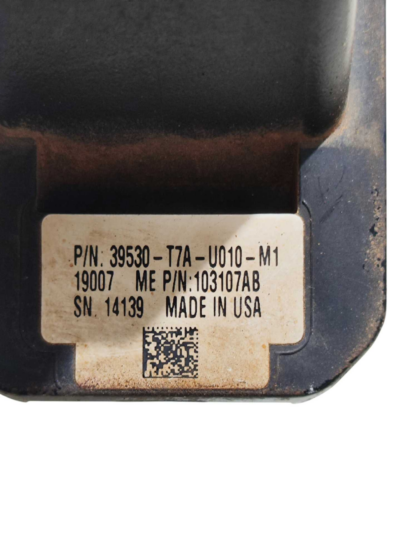 P/N: 39530-T7A-U010-M1
19007 ME P/N:103107AB
SN. 14139 MADE IN USA